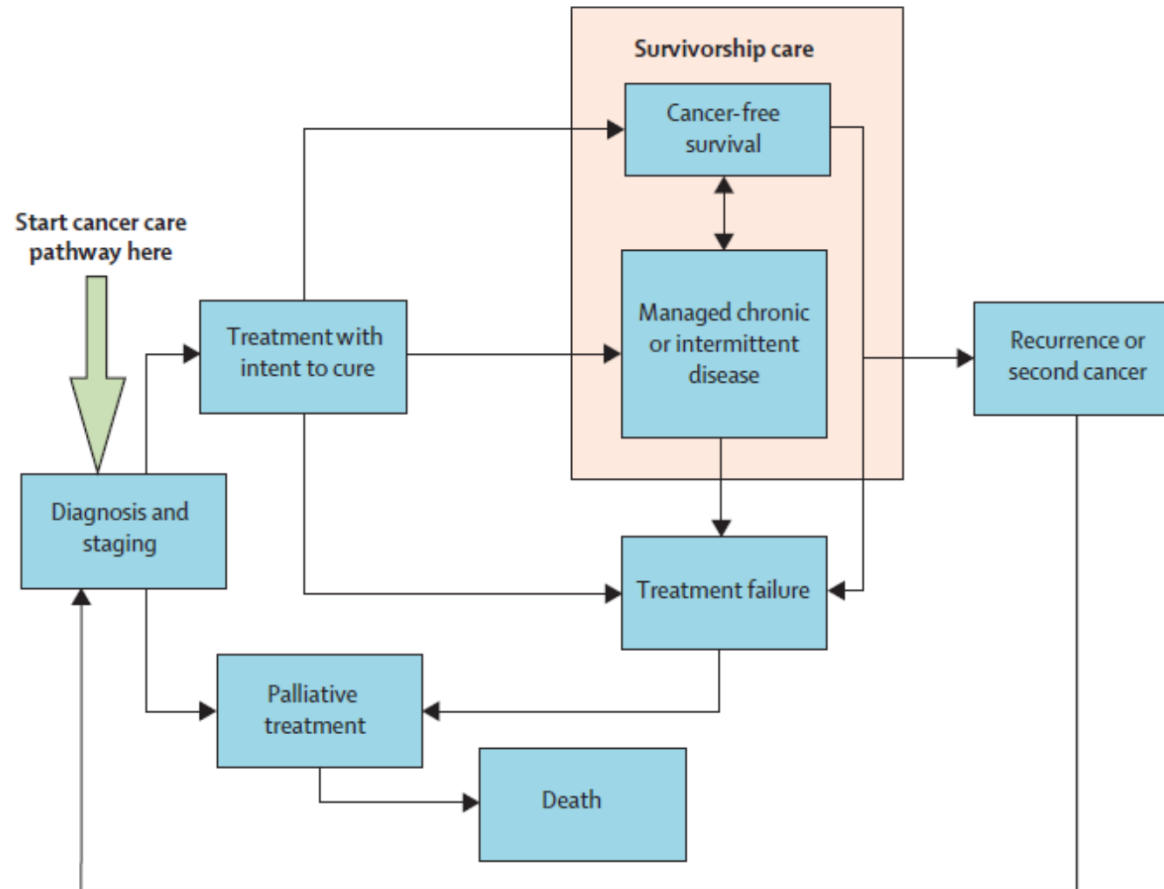 Survivorship care
Cancer-free
survival
Start cancer care
pathway here
Treatment with
intent to cure
Managed chronic
or intermittent
disease
Recurrence or
second cancer
Diagnosis and
staging
Treatment failure
Palliative
treatment
Death